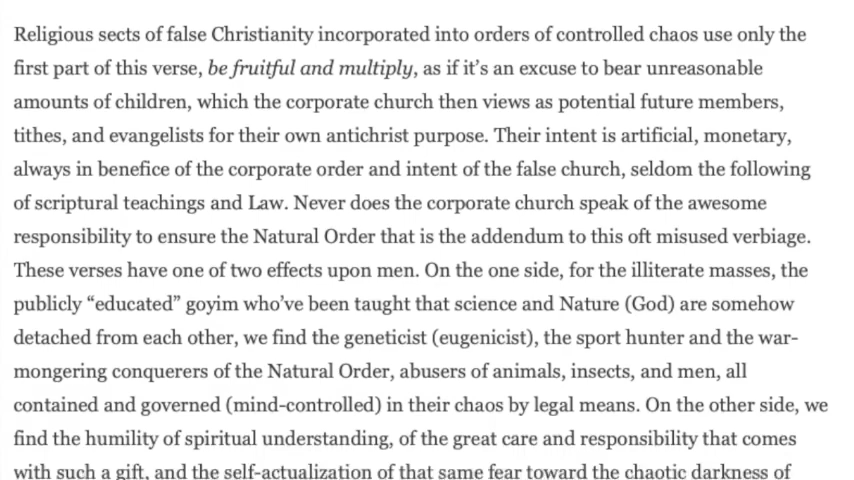 Religious sects of false Christianity incorporated into orders of controlled chaos use only the
first part of this verse, be fruitful and multiply, as if it's an excuse to bear unreasonable
amounts of children, which the corporate church then views as potential future members,
tithes, and evangelists for their own antichrist purpose. Their intent is artificial, monetary,
always in benefice of the corporate order and intent of the false church, seldom the following
of scriptural teachings and Law. Never does the corporate church speak of the awesome
responsibility to ensure the Natural Order that is the addendum to this oft misused verbiage.
These verses have one of two effects upon men. On the one side, for the illiterate masses, the
publicly “educated” goyim who've been taught that science and Nature (God) are somehow
detached from each other, we find the geneticist (eugenicist), the sport hunter and the war-
mongering conquerers of the Natural Order, abusers of animals, insects, and men, all
contained and governed (mind-controlled) in their chaos by legal means. On the other side, we
find the humility of spiritual understanding, of the great care and responsibility that comes
with such a gift, and the self-actualization of that same fear toward the chaotic darkness of